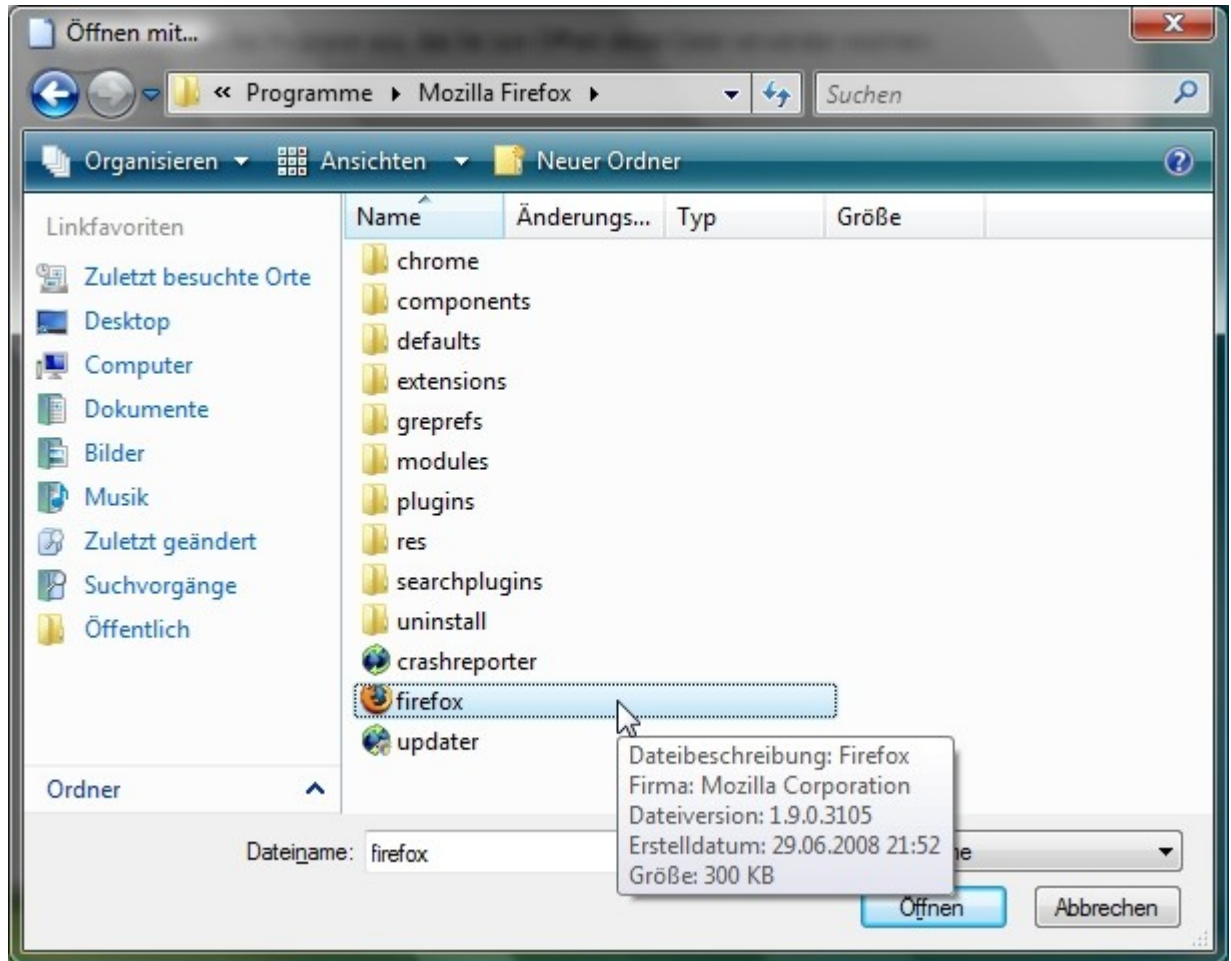 Öffnen mit...
« Programme ▸ Mozilla Firefox ▸
Suchen
Organisieren
Ansichten
Neuer Ordner
Linkfavoriten
Zuletzt besuchte Orte
Desktop
Computer
Dokumente
Bilder
Musik
Zuletzt geändert
Suchvorgänge
Öffentlich
Ordner
Name Änderungs... Typ Größe
chrome
components
defaults
extensions
greprefs
modules
plugins
res
searchplugins
uninstall
crashreporter
firefox
updater
Dateibeschreibung: Firefox
Firma: Mozilla Corporation
Dateiversion: 1.9.0.3105
Erstelldatum: 29.06.2008 21:52
Größe: 300 KB
Dateiname: firefox
Öffnen
Abbrechen